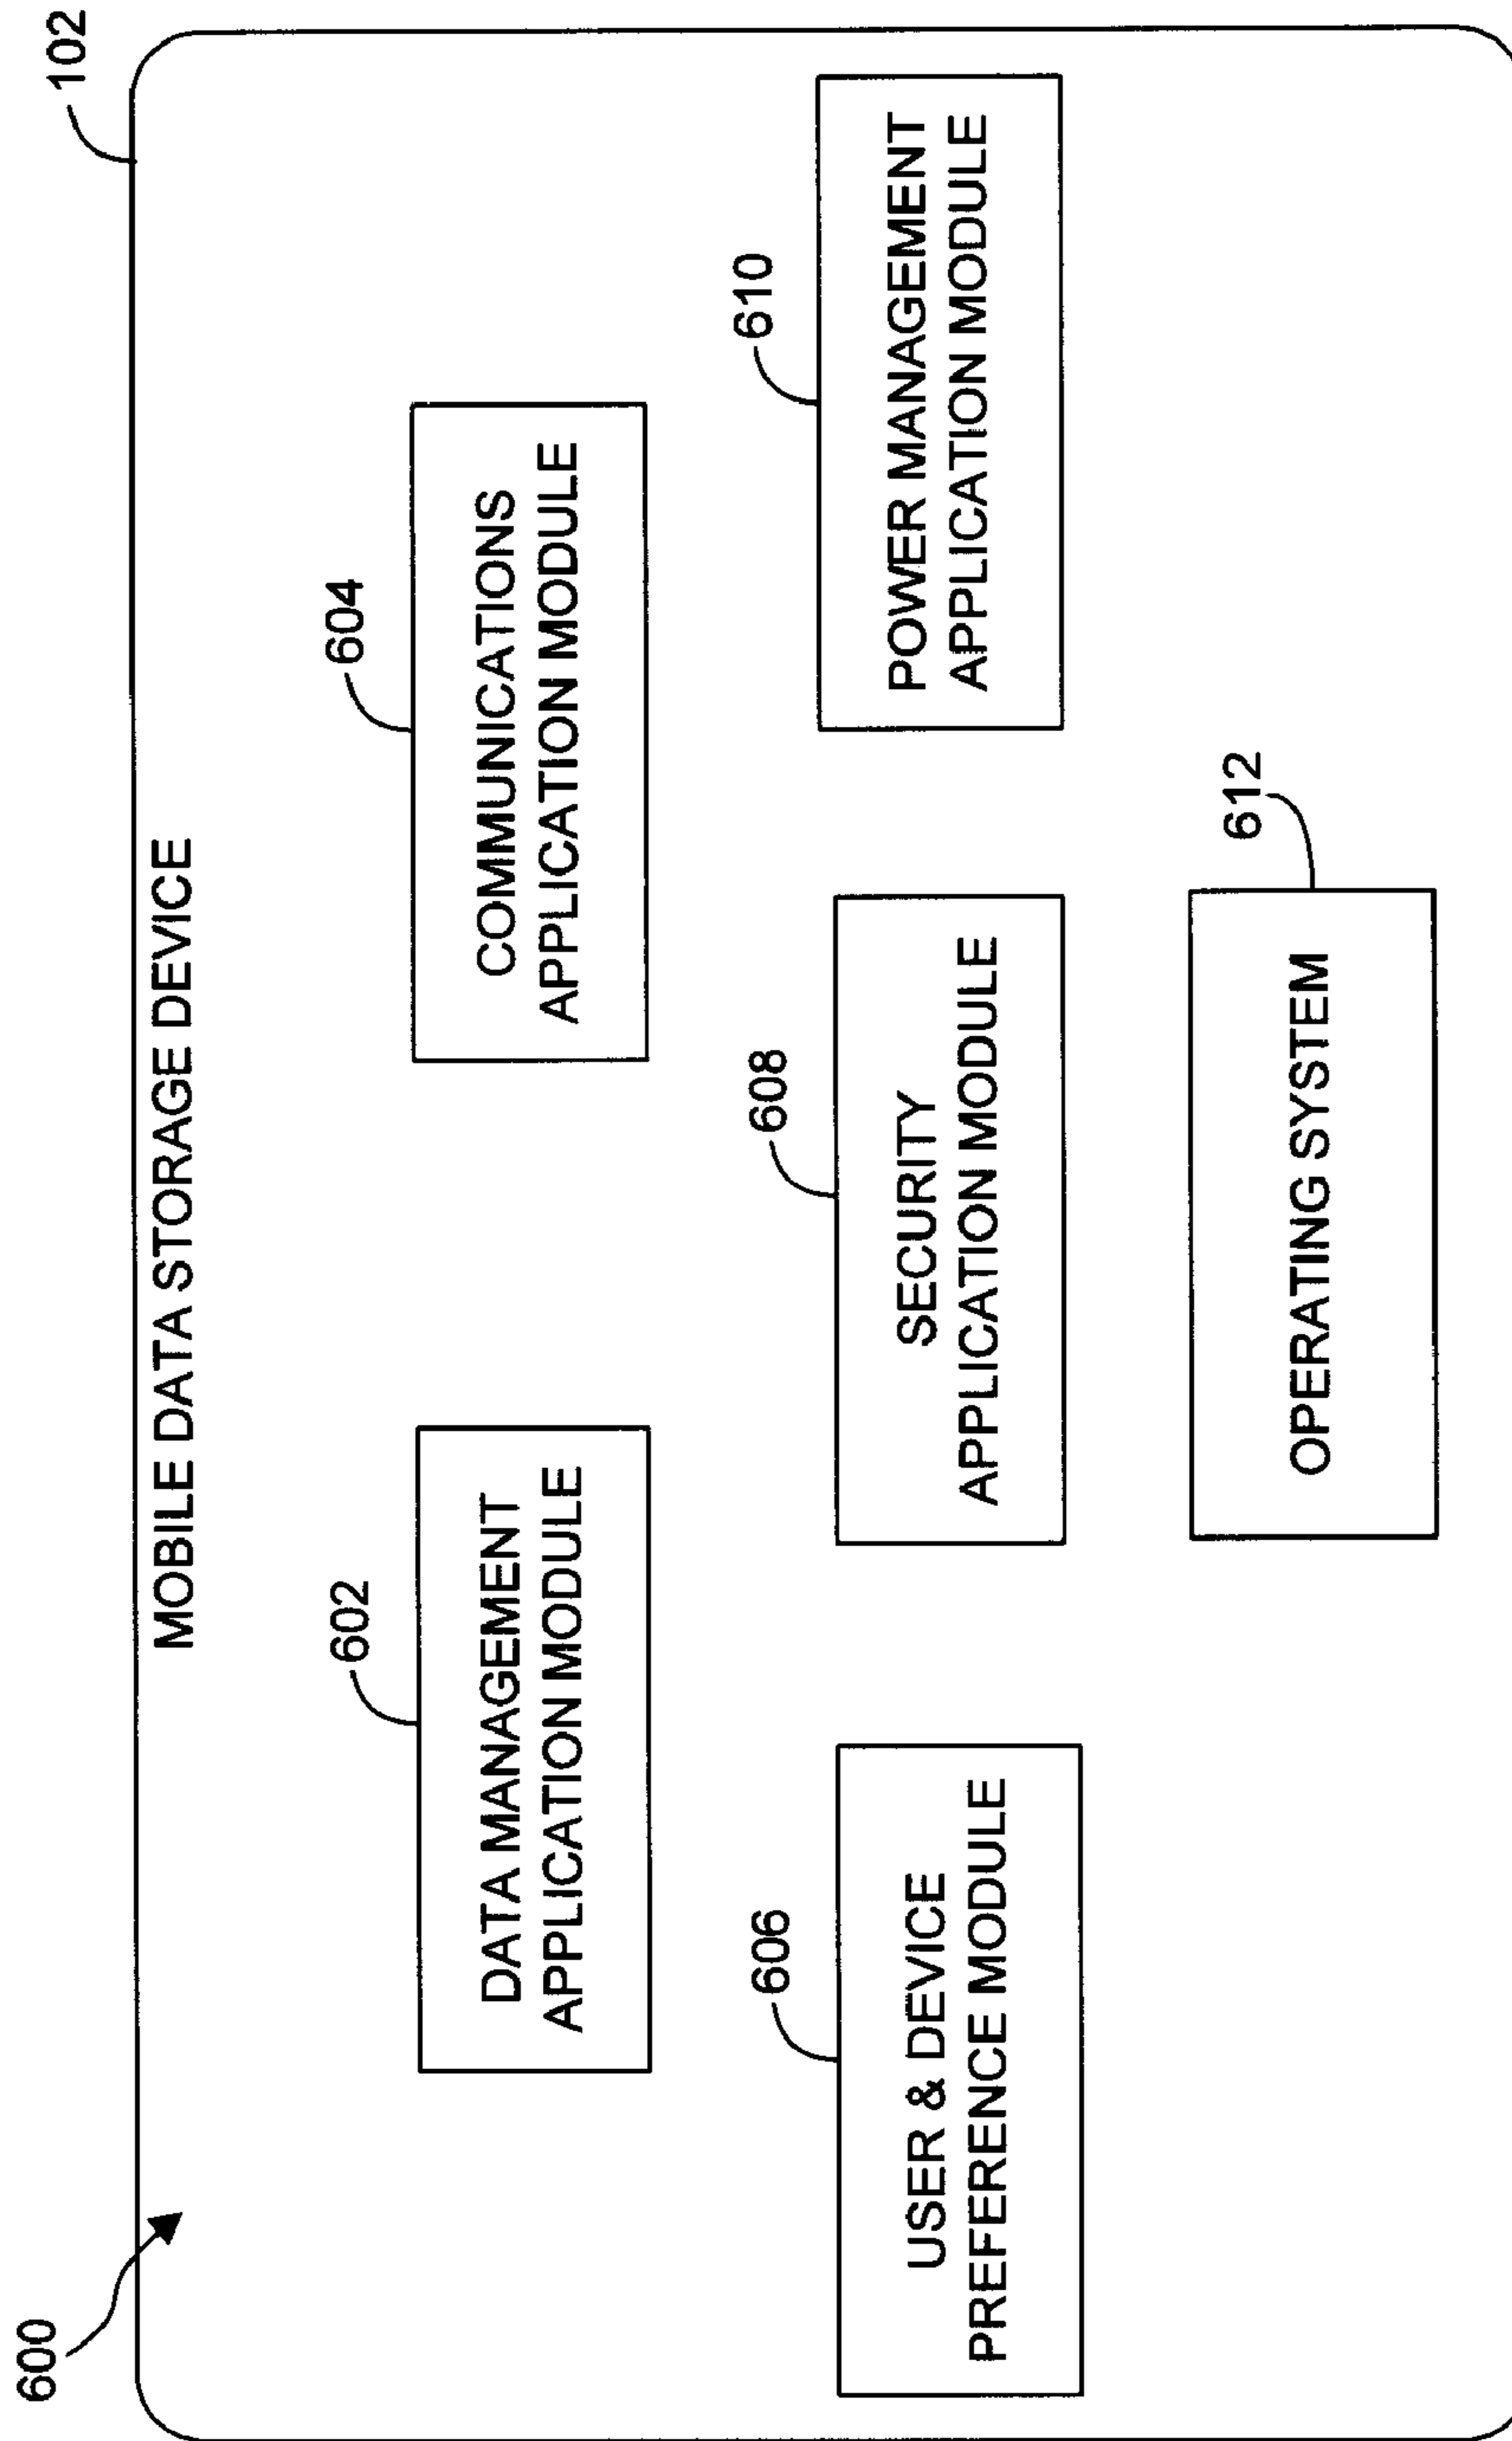 600
102
MOBILE DATA STORAGE DEVICE
602
DATA MANAGEMENT
APPLICATION MODULE
604
COMMUNICATIONS
APPLICATION MODULE
606
USER & DEVICE
PREFERENCE MODULE
608
SECURITY
APPLICATION MODULE
610
POWER MANAGEMENT
APPLICATION MODULE
612
OPERATING SYSTEM